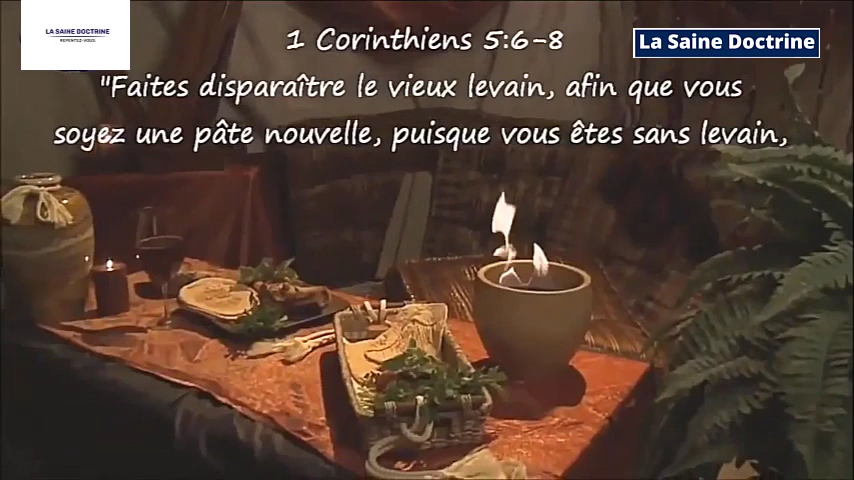 LA SAINE DOCTRINE
REPENTEZ-VOUS
La Saine Doctrine
1 Corinthiens 5:6-8
"Faites disparaître le vieux levain, afin que vous
soyez une pâte nouvelle, puisque vous êtes sans levain,